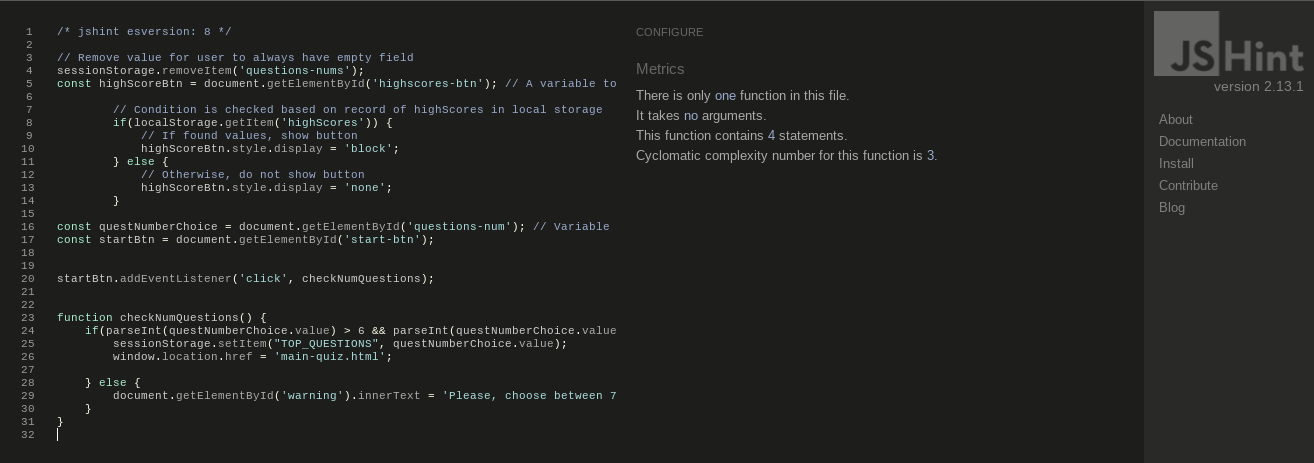 1 /* jshint esversion: 8 */
2
3 // Remove value for user to always have empty field
4 sessionStorage.removeItem('questions-nums');
5 const highScoreBtn = document.getElementById('highscores-btn'); // A variable to
6
7 // Condition is checked based on record of highScores in local storage
8 if(localStorage.getItem('highScores')) {
9 // If found values, show button
10 highScoreBtn.style.display = 'block';
11 } else {
12 // Otherwise, do not show button
13 highScoreBtn.style.display = 'none';
14 }
15
16 const questNumberChoice = document.getElementById('questions-num'); // Variable
17 const startBtn = document.getElementById('start-btn');
18
19
20 startBtn.addEventListener('click', checkNumQuestions);
21
22
23 function checkNumQuestions() {
24 if(parseInt(questNumberChoice.value) > 6 && parseInt(questNumberChoice.value
25 sessionStorage.setItem("TOP_QUESTIONS", questNumberChoice.value);
26 window.location.href = 'main-quiz.html';
27
28 } else {
29 document.getElementById('warning').innerText = 'Please, choose between 7
30 }
31 }
32
CONFIGURE
Metrics
There is only one function in this file.
It takes no arguments.
This function contains 4 statements.
Cyclomatic complexity number for this function is 3.
JSHint
version 2.13.1
About
Documentation
Install
Contribute
Blog